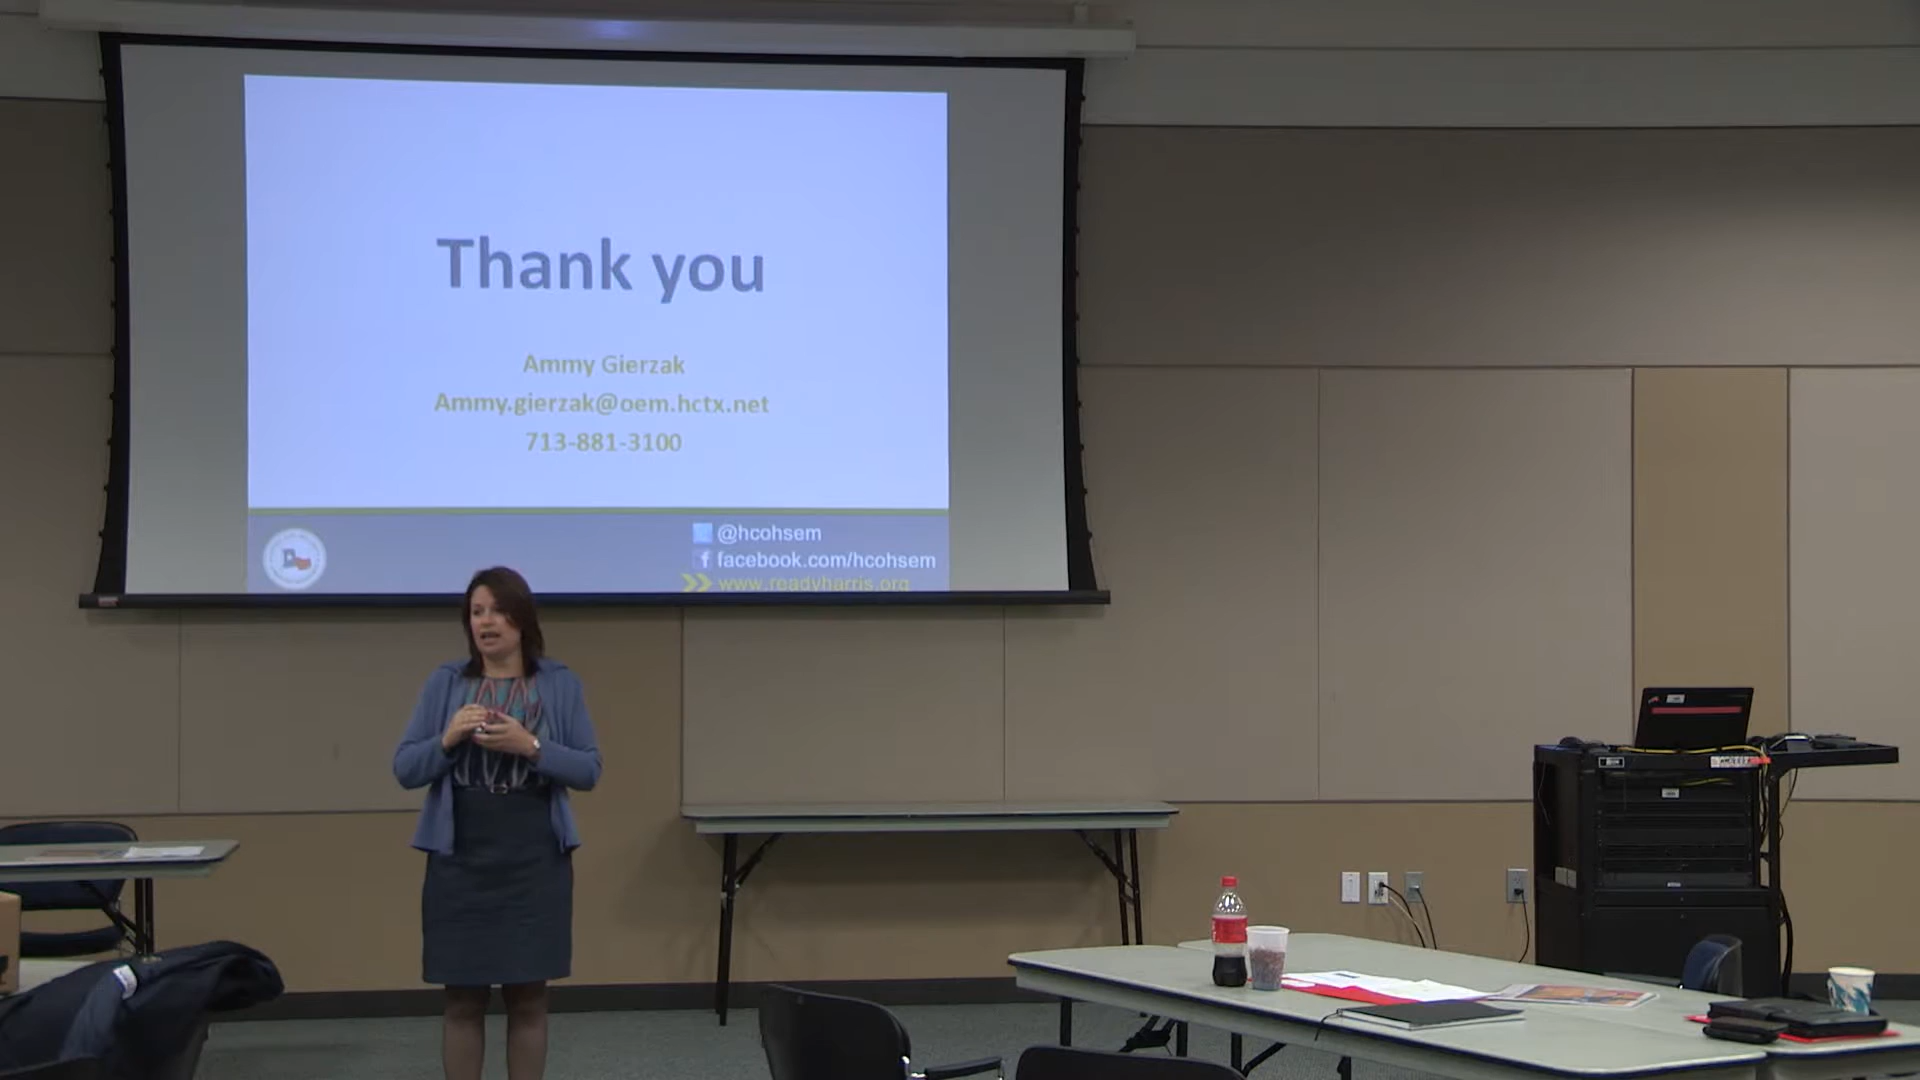 Thank you
Ammy Gierzak
Ammy.gierzak@oem.hctx.net
713-881-3100
@hcohsem
f facebook.com/hcohsem
www.readyharris.org